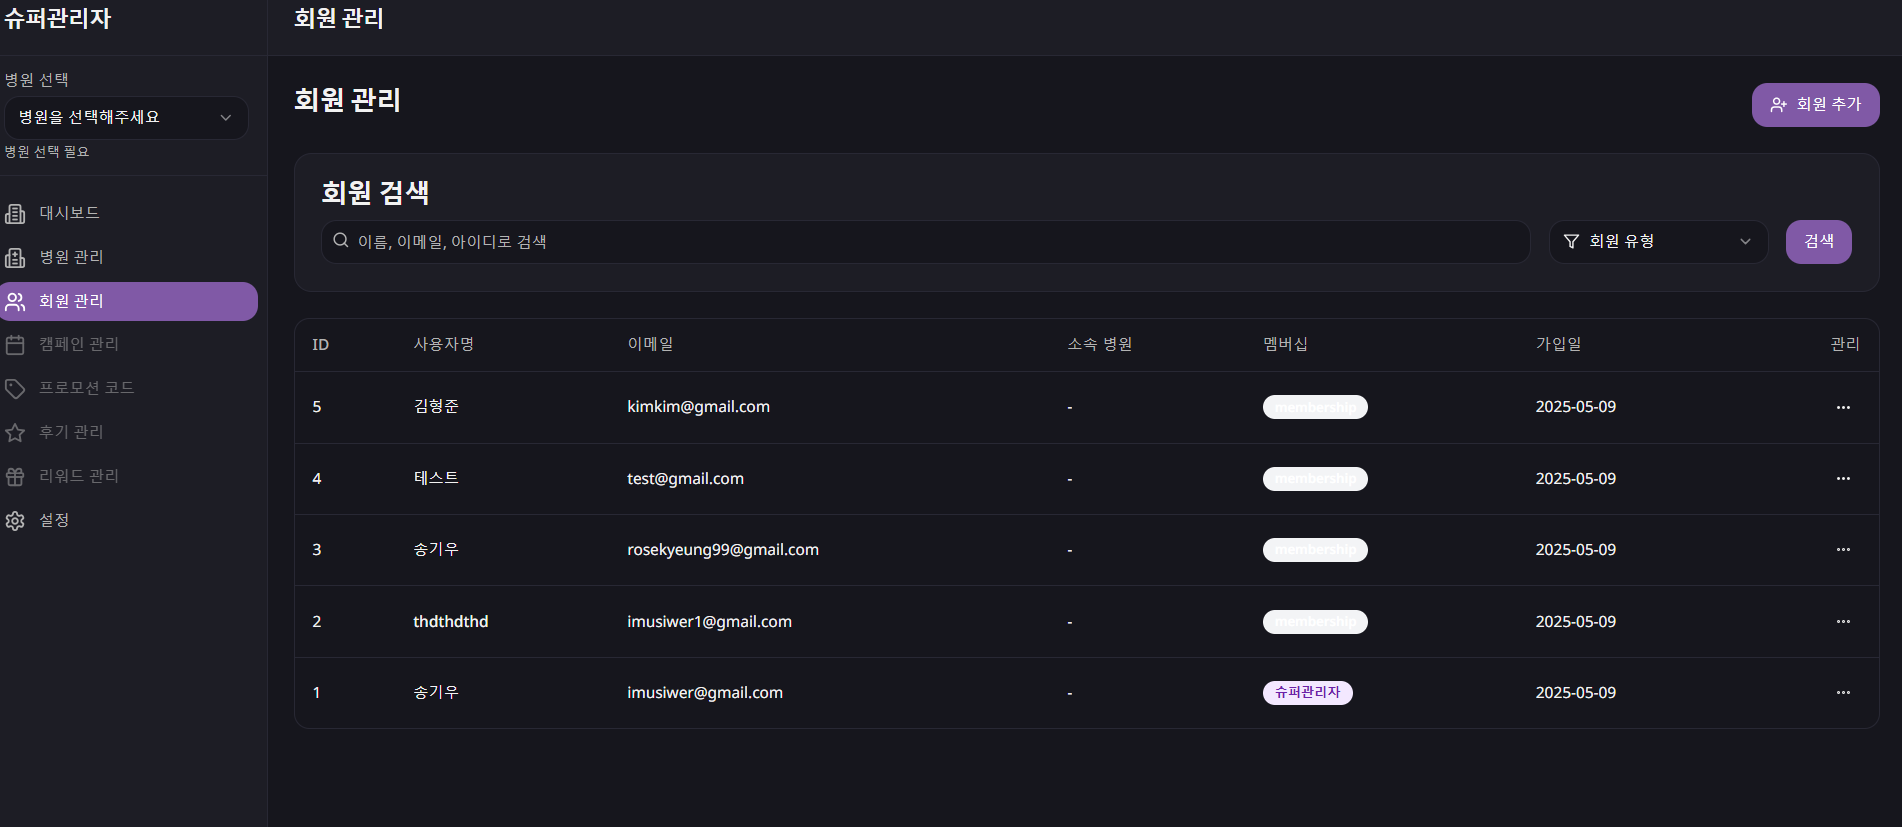 슈퍼관리자
회원 관리
병원 선택
병원을 선택해주세요
병원 선택 필요
대시보드
병원 관리
회원 관리
캠페인 관리
프로모션 코드
후기 관리
리워드 관리
설정
회원 관리
회원 추가
회원 검색
이름, 이메일, 아이디로 검색
회원 유형
검색
ID 사용자명 이메일 소속 병원 멤버십 가입일 관리
5 김형준 kimkim@gmail.com - membership 2025-05-09 ...
4 테스트 test@gmail.com - membership 2025-05-09 ...
3 송기우 rosekyeung99@gmail.com - membership 2025-05-09 ...
2 thdthdthd imusiwer1@gmail.com - membership 2025-05-09 ...
1 송기우 imusiwer@gmail.com - 슈퍼관리자 2025-05-09 ...